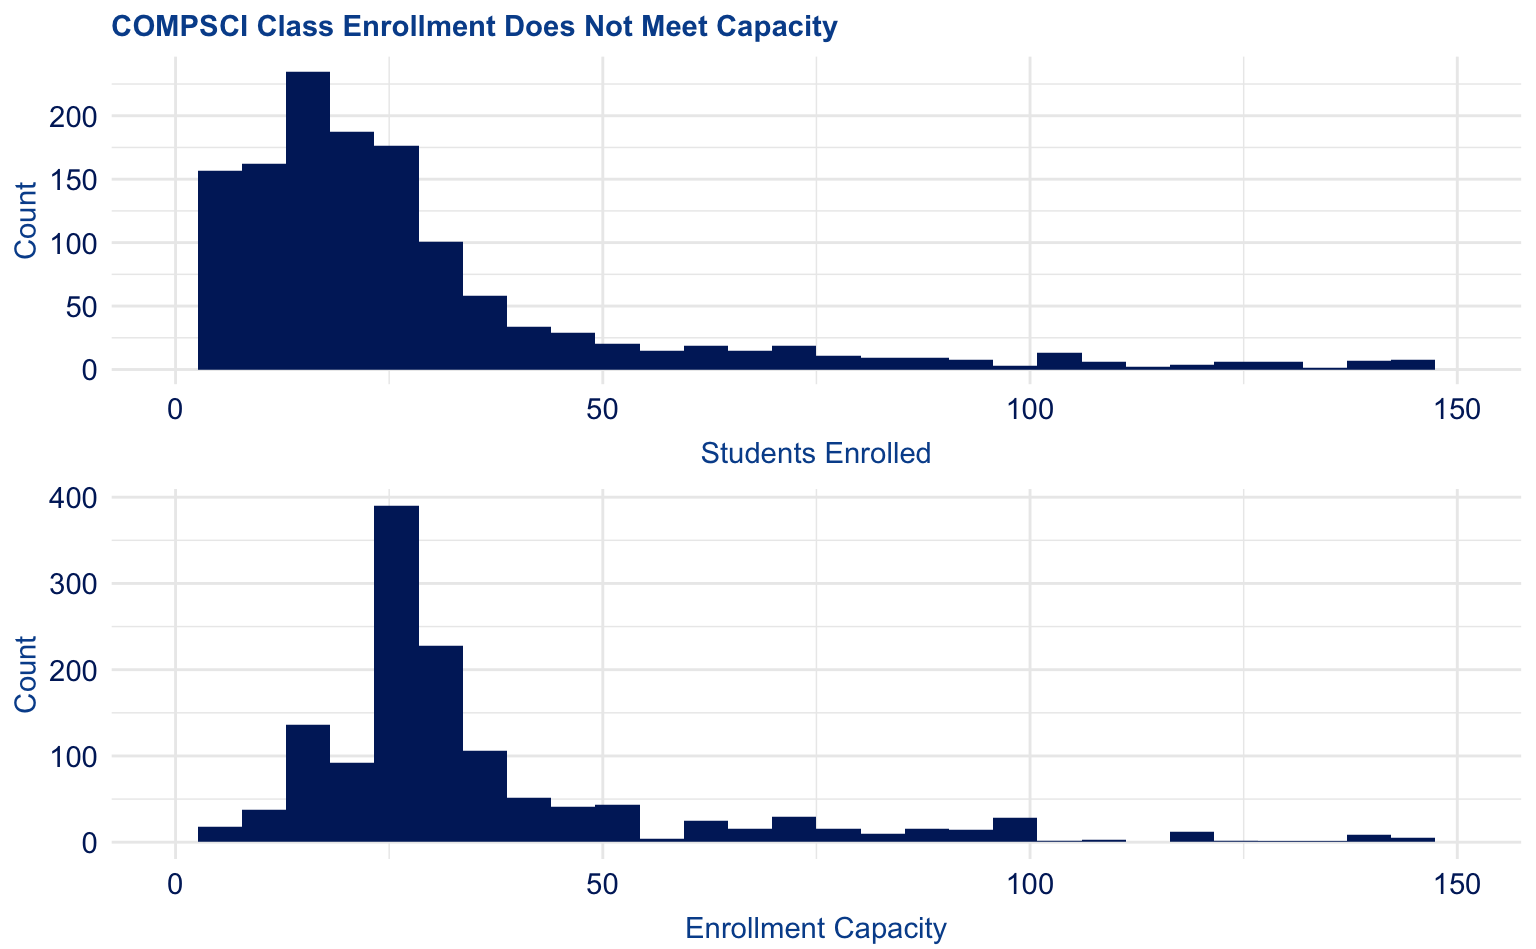 COMPSCI Class Enrollment Does Not Meet Capacity
200
150
100
50
0
Count
0 50 100 150
Students Enrolled
400
300
200
100
0
Count
0 50 100 150
Enrollment Capacity